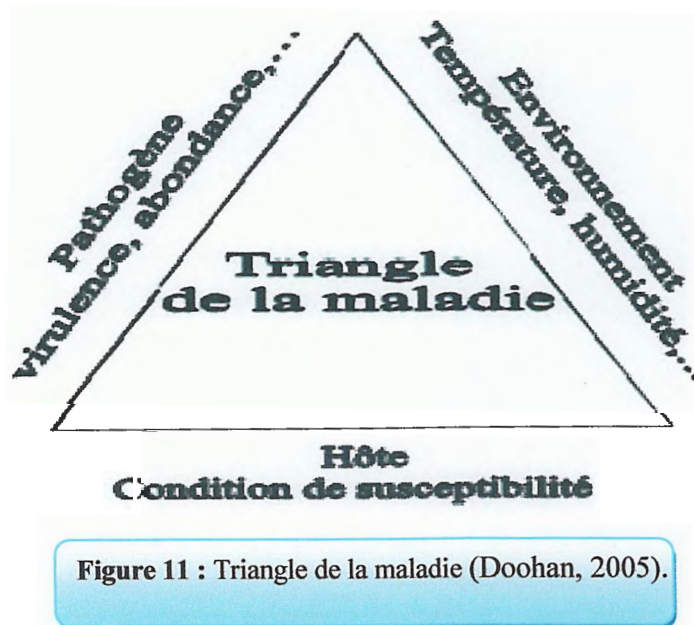 Pathogène
virulence, abondance,...
Environnement
Température, humidité,...
Triangle
de la maladie
Hôte
Condition de susceptibilité
Figure 11 : Triangle de la maladie (Doohan, 2005).